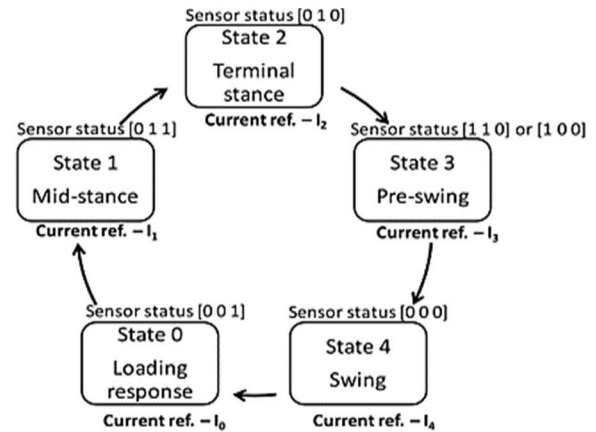 Sensor status [0 1 0]
State 2
Terminal
stance
Current ref. – I₂
Sensor status [0 1 1]
State 1
Mid-stance
Current ref. – I₁
Sensor status [1 1 0] or [1 0 0]
State 3
Pre-swing
Current ref. – I₃
Sensor status [0 0 1]
State 0
Loading
response
Current ref. – I₀
Sensor status [0 0 0]
State 4
Swing
Current ref. – I₄